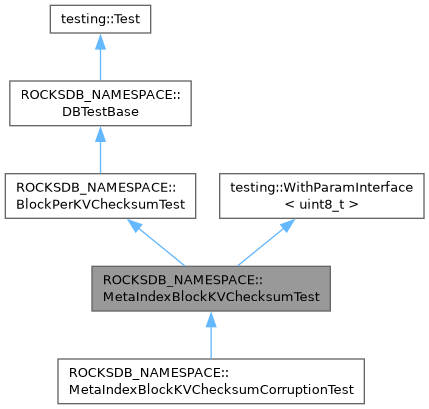 testing::Test
ROCKSDB_NAMESPACE::
DBTestBase
ROCKSDB_NAMESPACE::
BlockPerKVChecksumTest
testing::WithParamInterface
< uint8_t >
ROCKSDB_NAMESPACE::
MetaIndexBlockKVChecksumTest
ROCKSDB_NAMESPACE::
MetaIndexBlockKVChecksumCorruptionTest